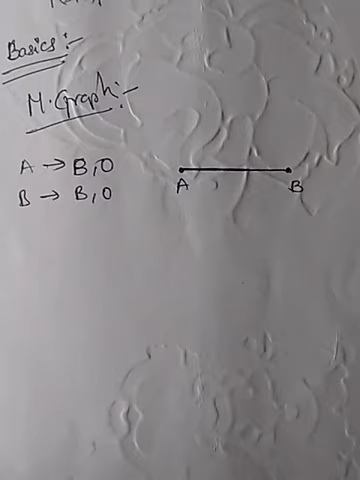 Basics:-
M.Graph:-
A → B,0
B → B,0
A B